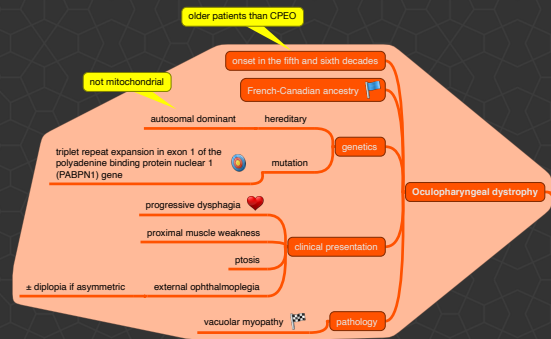 older patients than CPEO
onset in the fifth and sixth decades
not mitochondrial
French-Canadian ancestry
autosomal dominant
hereditary
triplet repeat expansion in exon 1 of the
polyadenine binding protein nuclear 1
(PABPN1) gene
mutation
genetics
Oculopharyngeal dystrophy
progressive dysphagia
proximal muscle weakness
clinical presentation
ptosis
± diplopia if asymmetric
external ophthalmoplegia
vacuolar myopathy
pathology